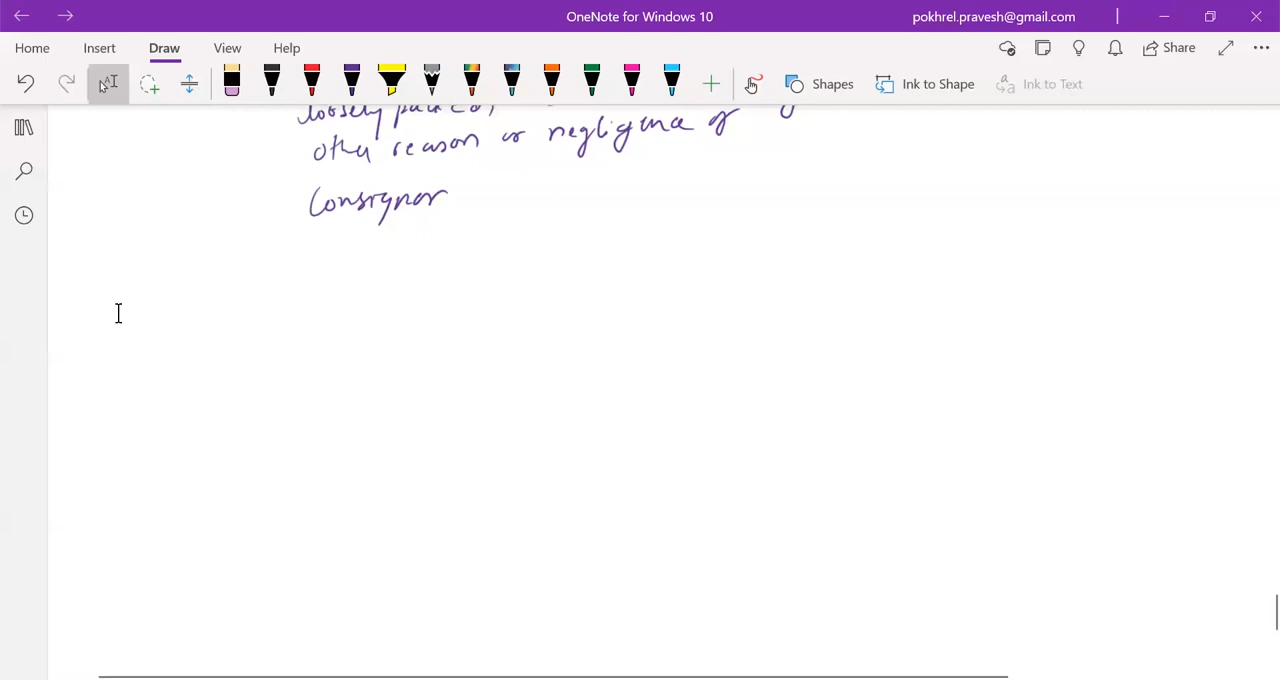 OneNote for Windows 10
pokhrel.pravesh@gmail.com
Home Insert Draw View Help
Share
Shapes Ink to Shape Ink to Text
loosely packed,
other reason or negligence of
Consignor